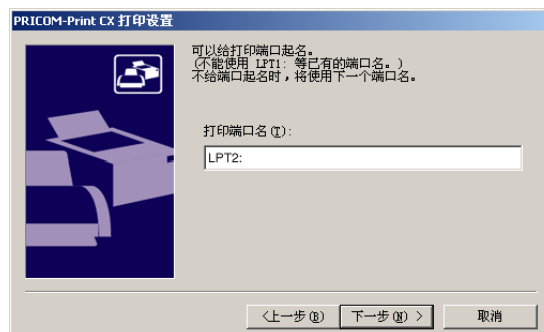 PRICOM-Print CX 打印设置
可以给打印端口起名。
(不能使用 LPT1: 等已有的端口名。)
不给端口起名时，将使用下一个端口名。
打印端口名(T):
LPT2:
<上一步(B) 下一步(N) > 取消